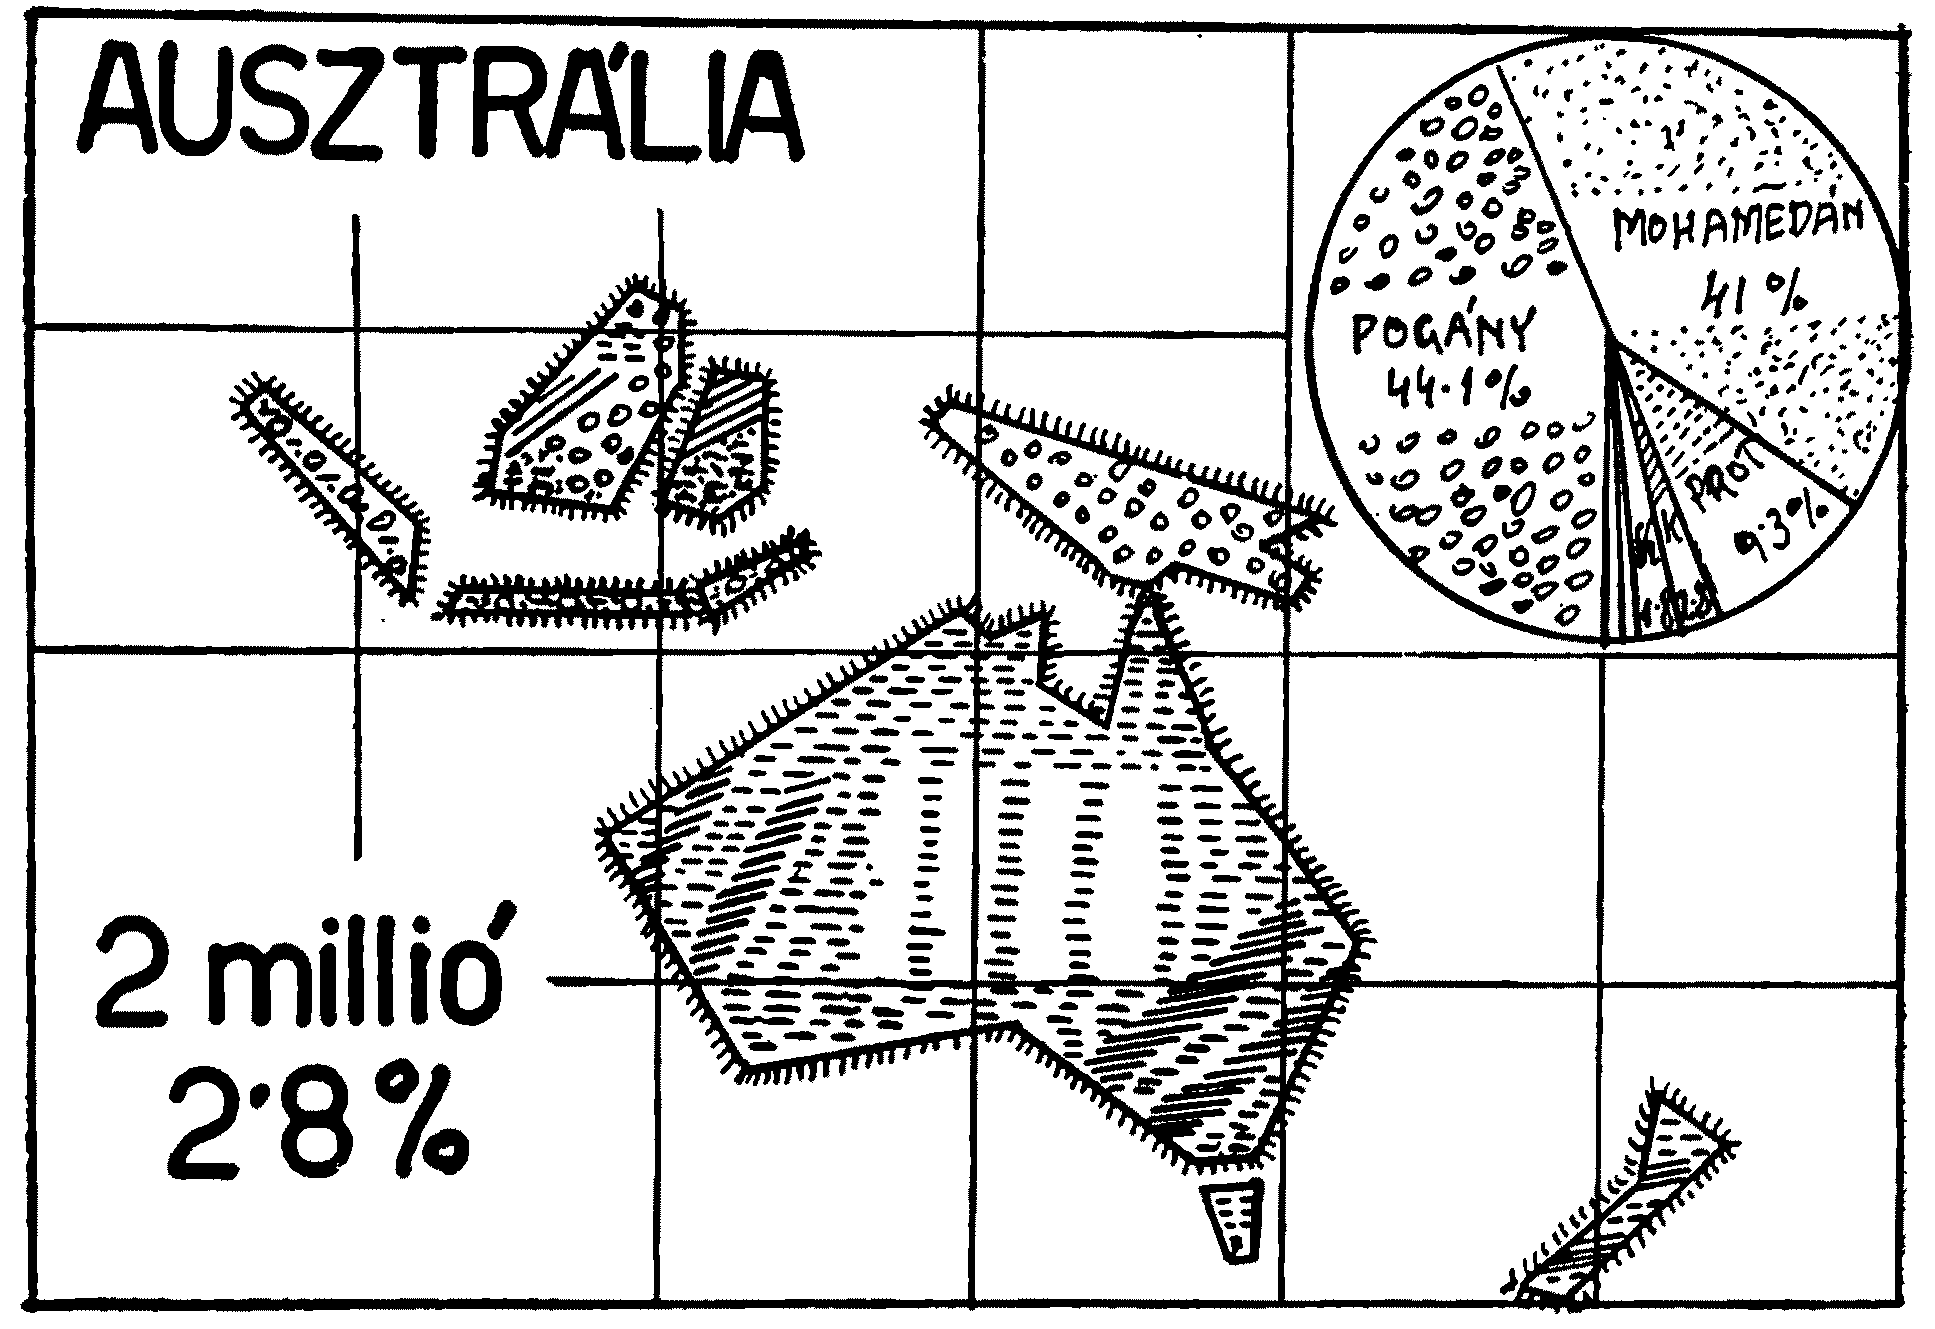 AUSZTRÁLIA
MOHAMEDÁN
41 %
POGÁNY
44·1 %
PROT
9·3 %
2 millió
2·8 %